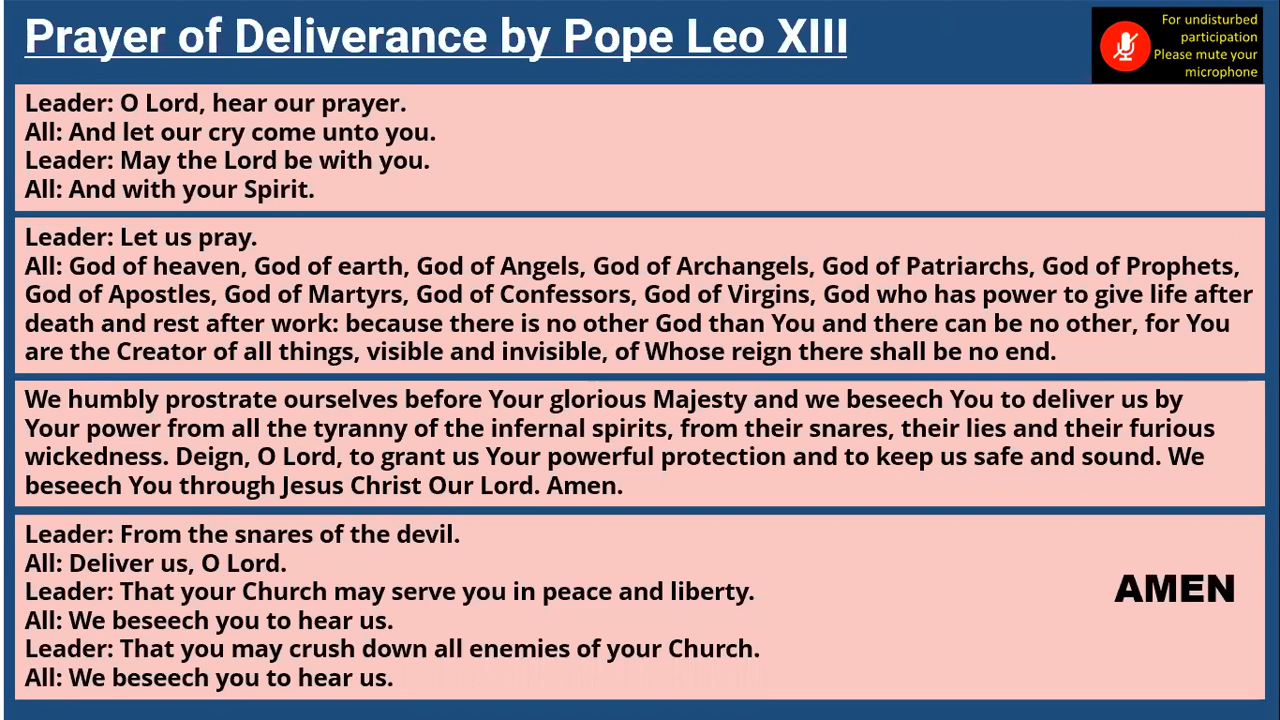 Prayer of Deliverance by Pope Leo XIII
For undisturbed
participation
Please mute your
microphone
Leader: O Lord, hear our prayer.
All: And let our cry come unto you.
Leader: May the Lord be with you.
All: And with your Spirit.
Leader: Let us pray.
All: God of heaven, God of earth, God of Angels, God of Archangels, God of Patriarchs, God of Prophets,
God of Apostles, God of Martyrs, God of Confessors, God of Virgins, God who has power to give life after
death and rest after work: because there is no other God than You and there can be no other, for You
are the Creator of all things, visible and invisible, of Whose reign there shall be no end.
We humbly prostrate ourselves before Your glorious Majesty and we beseech You to deliver us by
Your power from all the tyranny of the infernal spirits, from their snares, their lies and their furious
wickedness. Deign, O Lord, to grant us Your powerful protection and to keep us safe and sound. We
beseech You through Jesus Christ Our Lord. Amen.
Leader: From the snares of the devil.
All: Deliver us, O Lord.
Leader: That your Church may serve you in peace and liberty.
All: We beseech you to hear us.
Leader: That you may crush down all enemies of your Church.
All: We beseech you to hear us.
AMEN